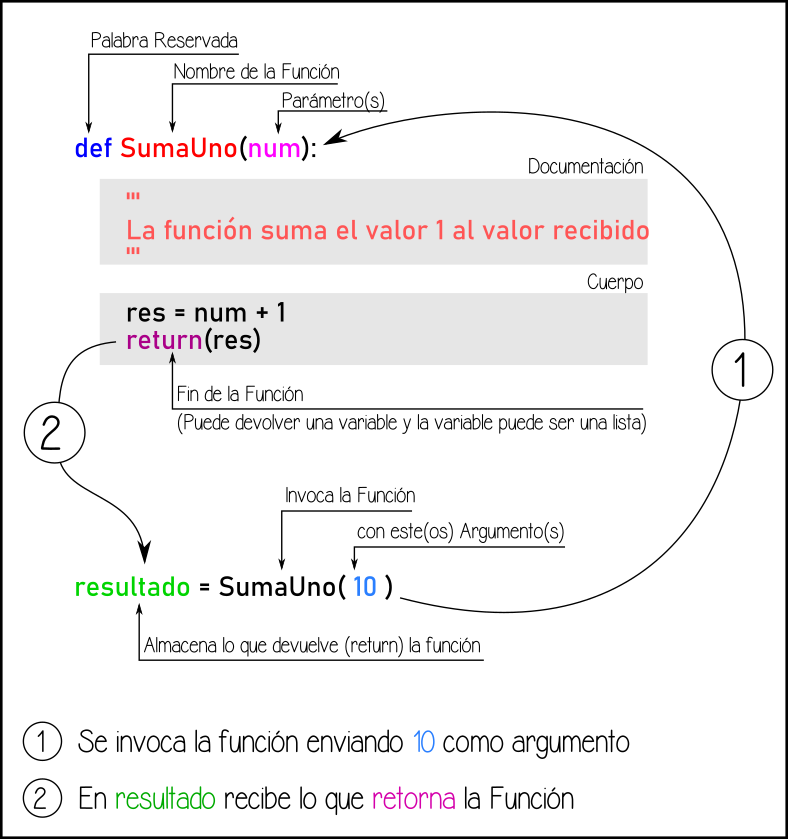 Palabra Reservada
Nombre de la Función
Parámetro(s)
def SumaUno(num):
Documentación
'''
La función suma el valor 1 al valor recibido
'''
Cuerpo
res = num + 1
return(res)
1
Fin de la Función
2
(Puede devolver una variable y la variable puede ser una lista)
Invoca la Función
con este(os) Argumento(s)
resultado = SumaUno( 10 )
Almacena lo que devuelve (return) la función
1 Se invoca la función enviando 10 como argumento
2 En resultado recibe lo que retorna la Función